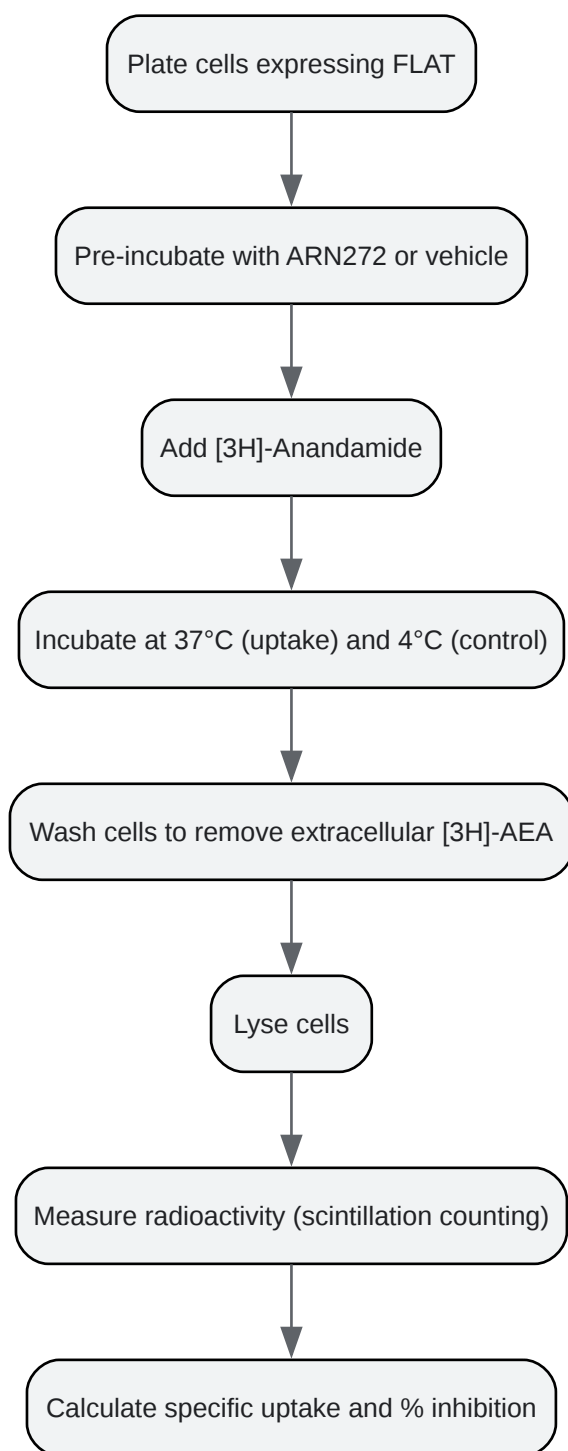 Plate cells expressing FLAT
Pre-incubate with ARN272 or vehicle
Add [3H]-Anandamide
Incubate at 37°C (uptake) and 4°C (control)
Wash cells to remove extracellular [3H]-AEA
Lyse cells
Measure radioactivity (scintillation counting)
Calculate specific uptake and % inhibition